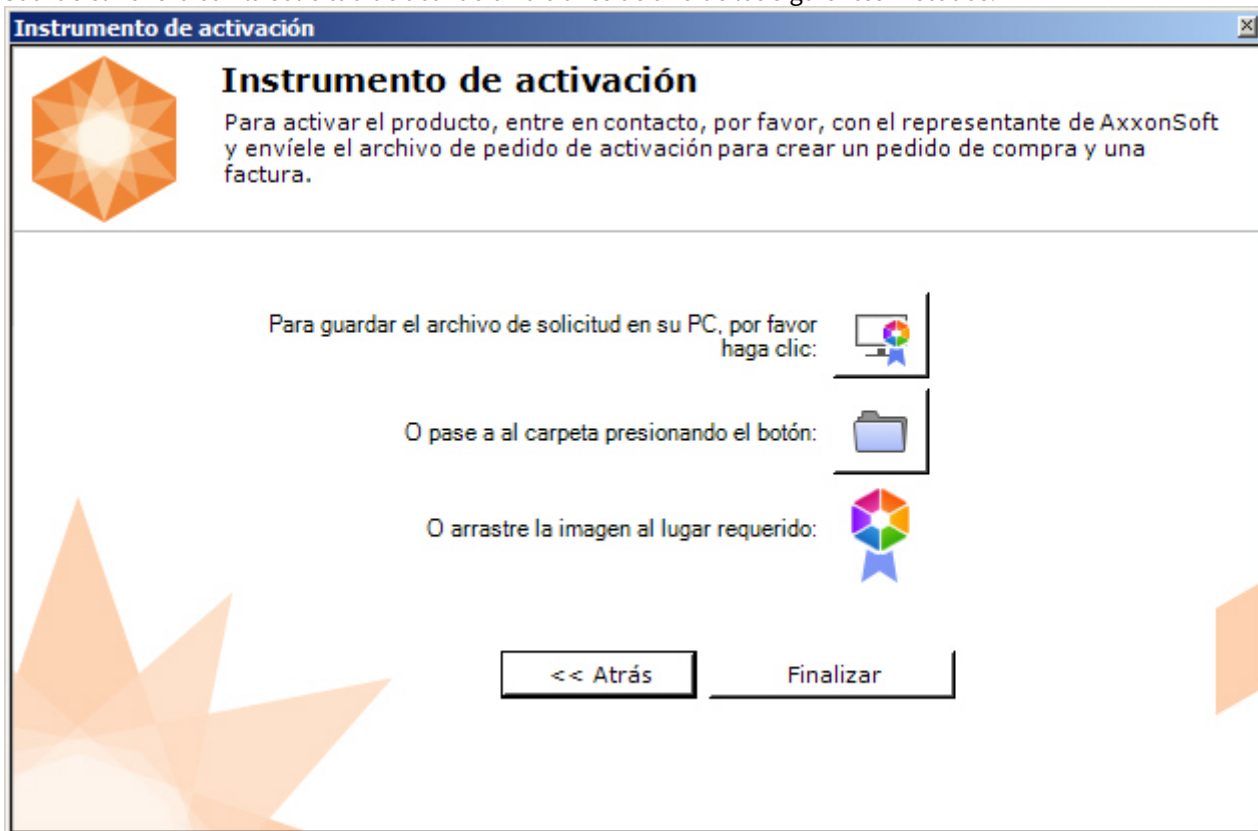 Instrumento de activación
Instrumento de activación
Para activar el producto, entre en contacto, por favor, con el representante de AxxonSoft
y envíele el archivo de pedido de activación para crear un pedido de compra y una
factura.
Para guardar el archivo de solicitud en su PC, por favor
haga clic:
O pase a al carpeta presionando el botón:
O arrastre la imagen al lugar requerido:
<< Atrás
Finalizar